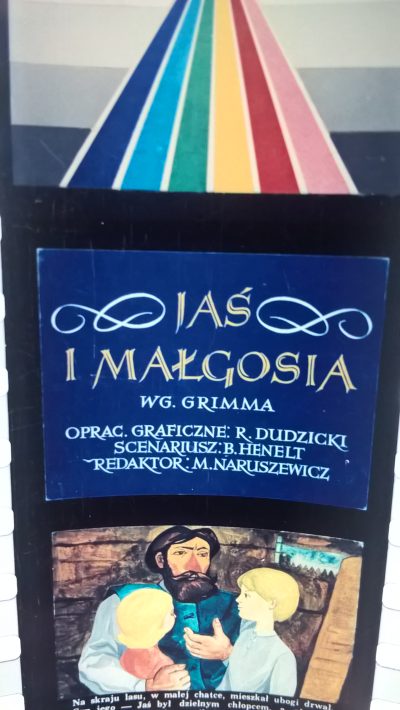 JAŚ
I MAŁGOSIA
WG. GRIMMA
OPRAC. GRAFICZNE: R. DUDZICKI
SCENARIUSZ: B. HENELT
REDAKTOR: M. NARUSZEWICZ
Na skraju lasu, w małej chatce, mieszkał ubogi drwal.
jego — Jaś był dzielnym chłopcem,